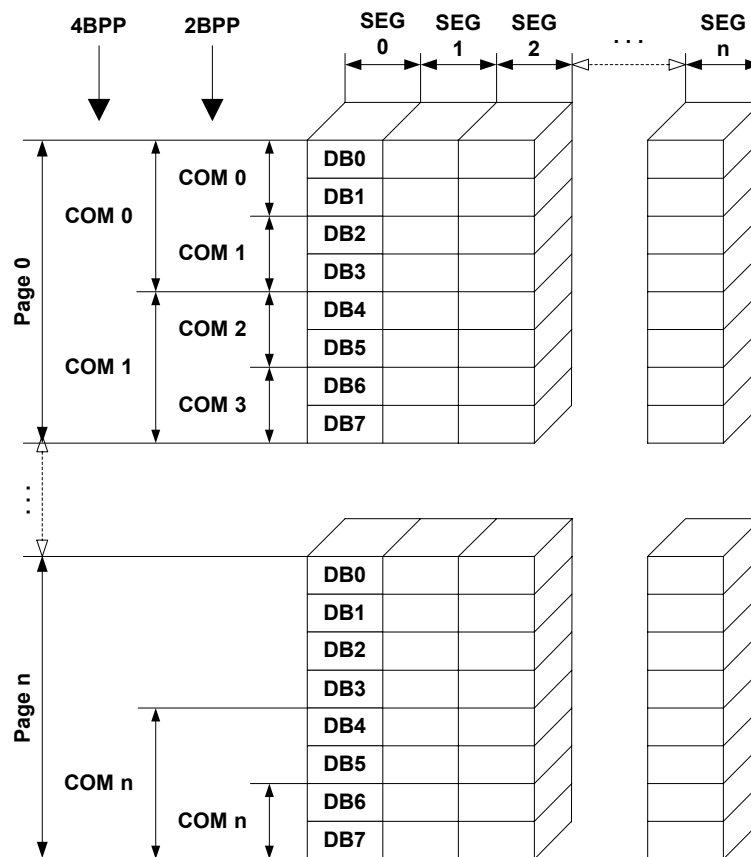 4BPP 2BPP SEG 0 SEG 1 SEG 2 . . . SEG n
Page 0
COM 0
COM 1
COM 0
COM 1
COM 2
COM 3
DB0
DB1
DB2
DB3
DB4
DB5
DB6
DB7
. . .
Page n
COM n
COM n
DB0
DB1
DB2
DB3
DB4
DB5
DB6
DB7